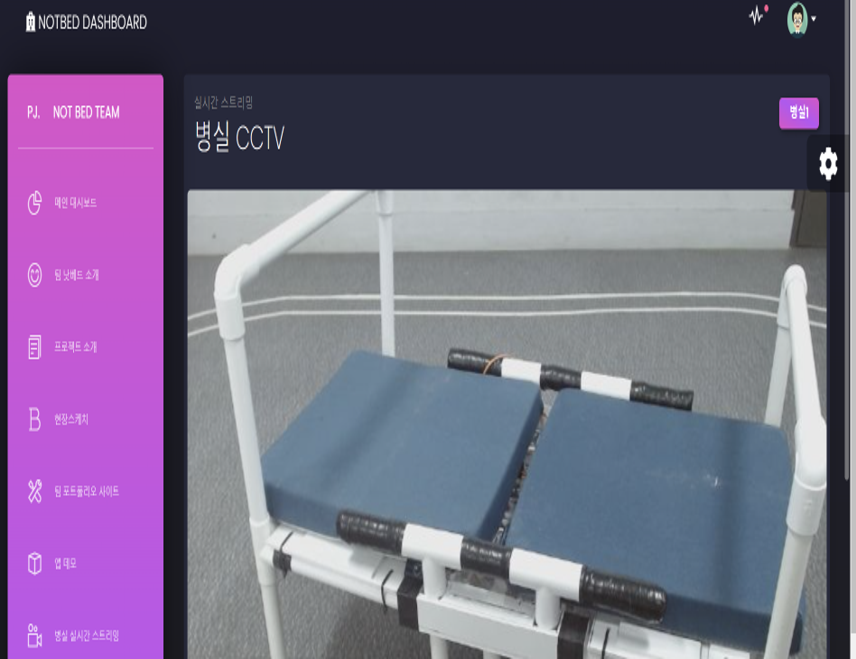 NOTBED DASHBOARD
PJ. NOT BED TEAM
메인 대시보드
팀 낫베드 소개
프로젝트 소개
현장스케치
팀 포트폴리오 사이트
앱 데모
병실 실시간 스트리밍
실시간 스트리밍
병실 CCTV
병실1